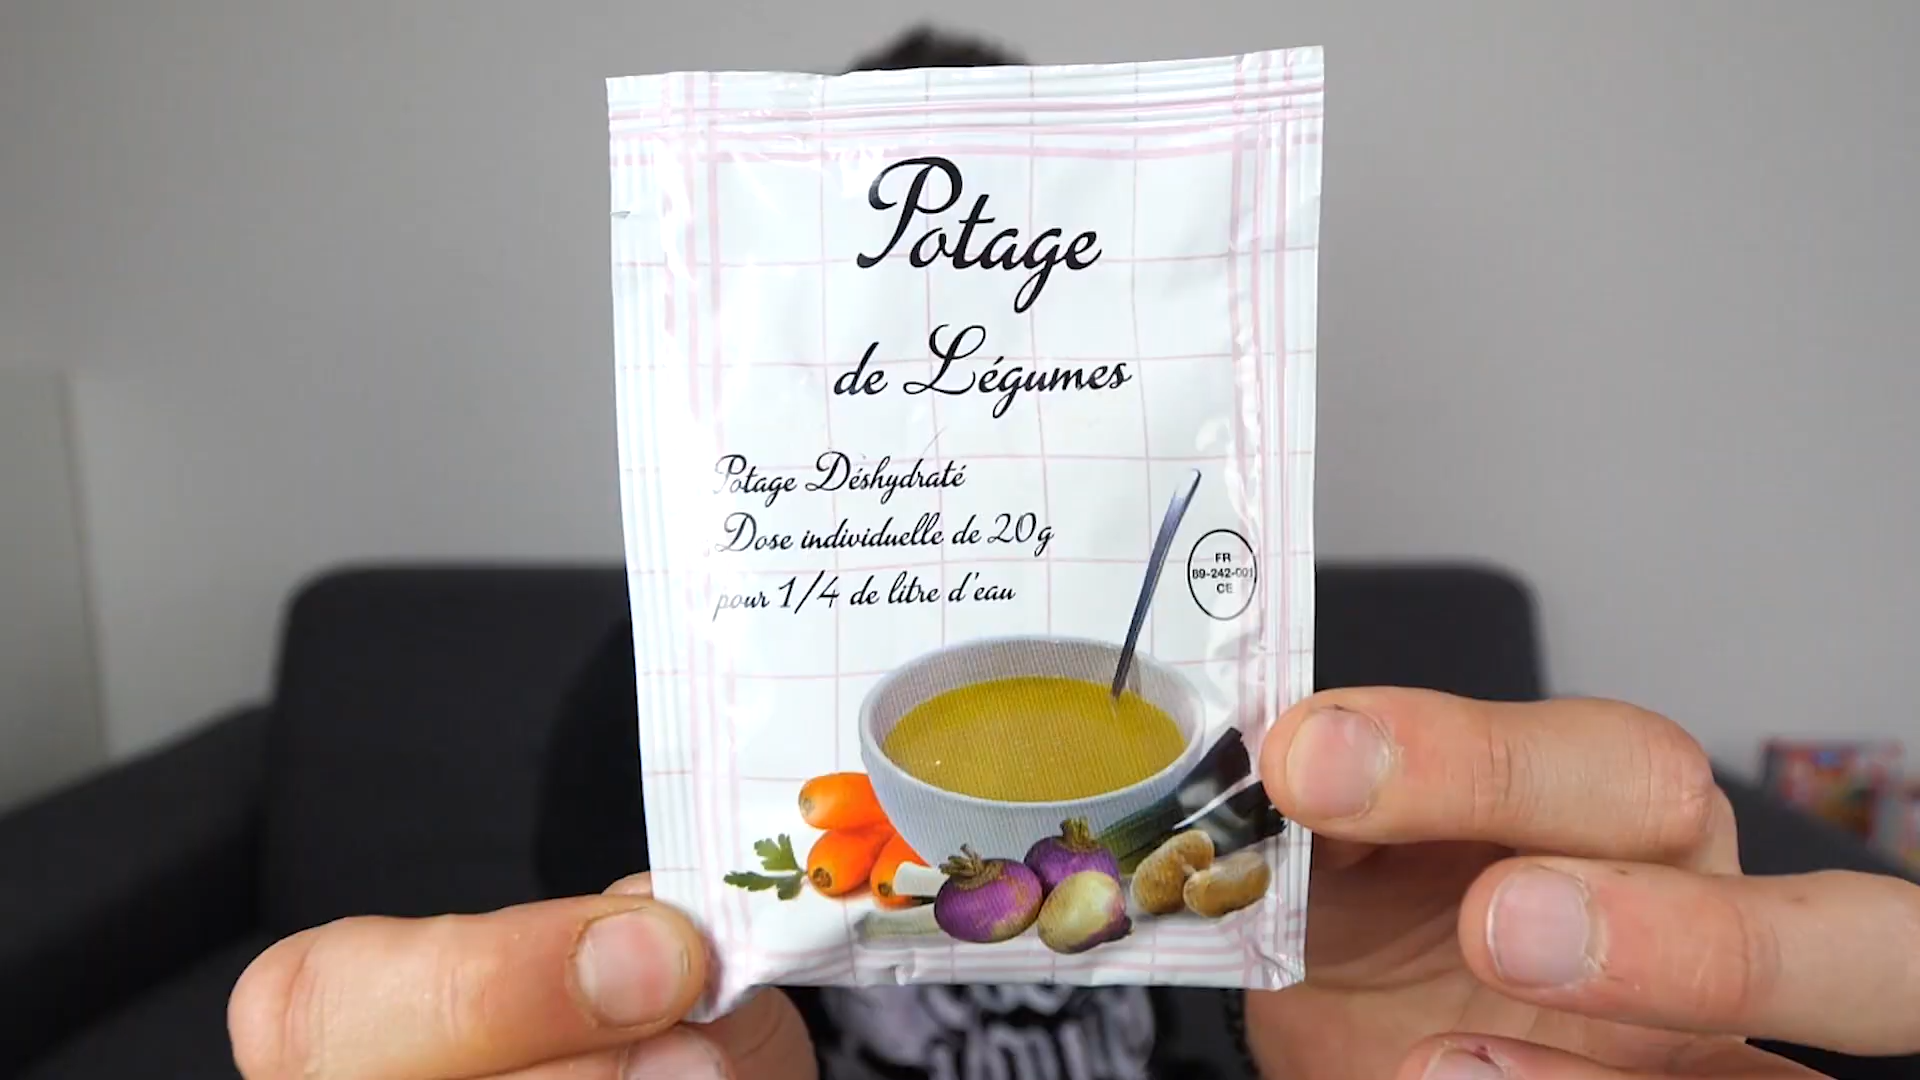 Potage
de Légumes
Potage Déshydraté
Dose individuelle de 20g
pour 1/4 de litre d'eau
FR
89-242-001
CE